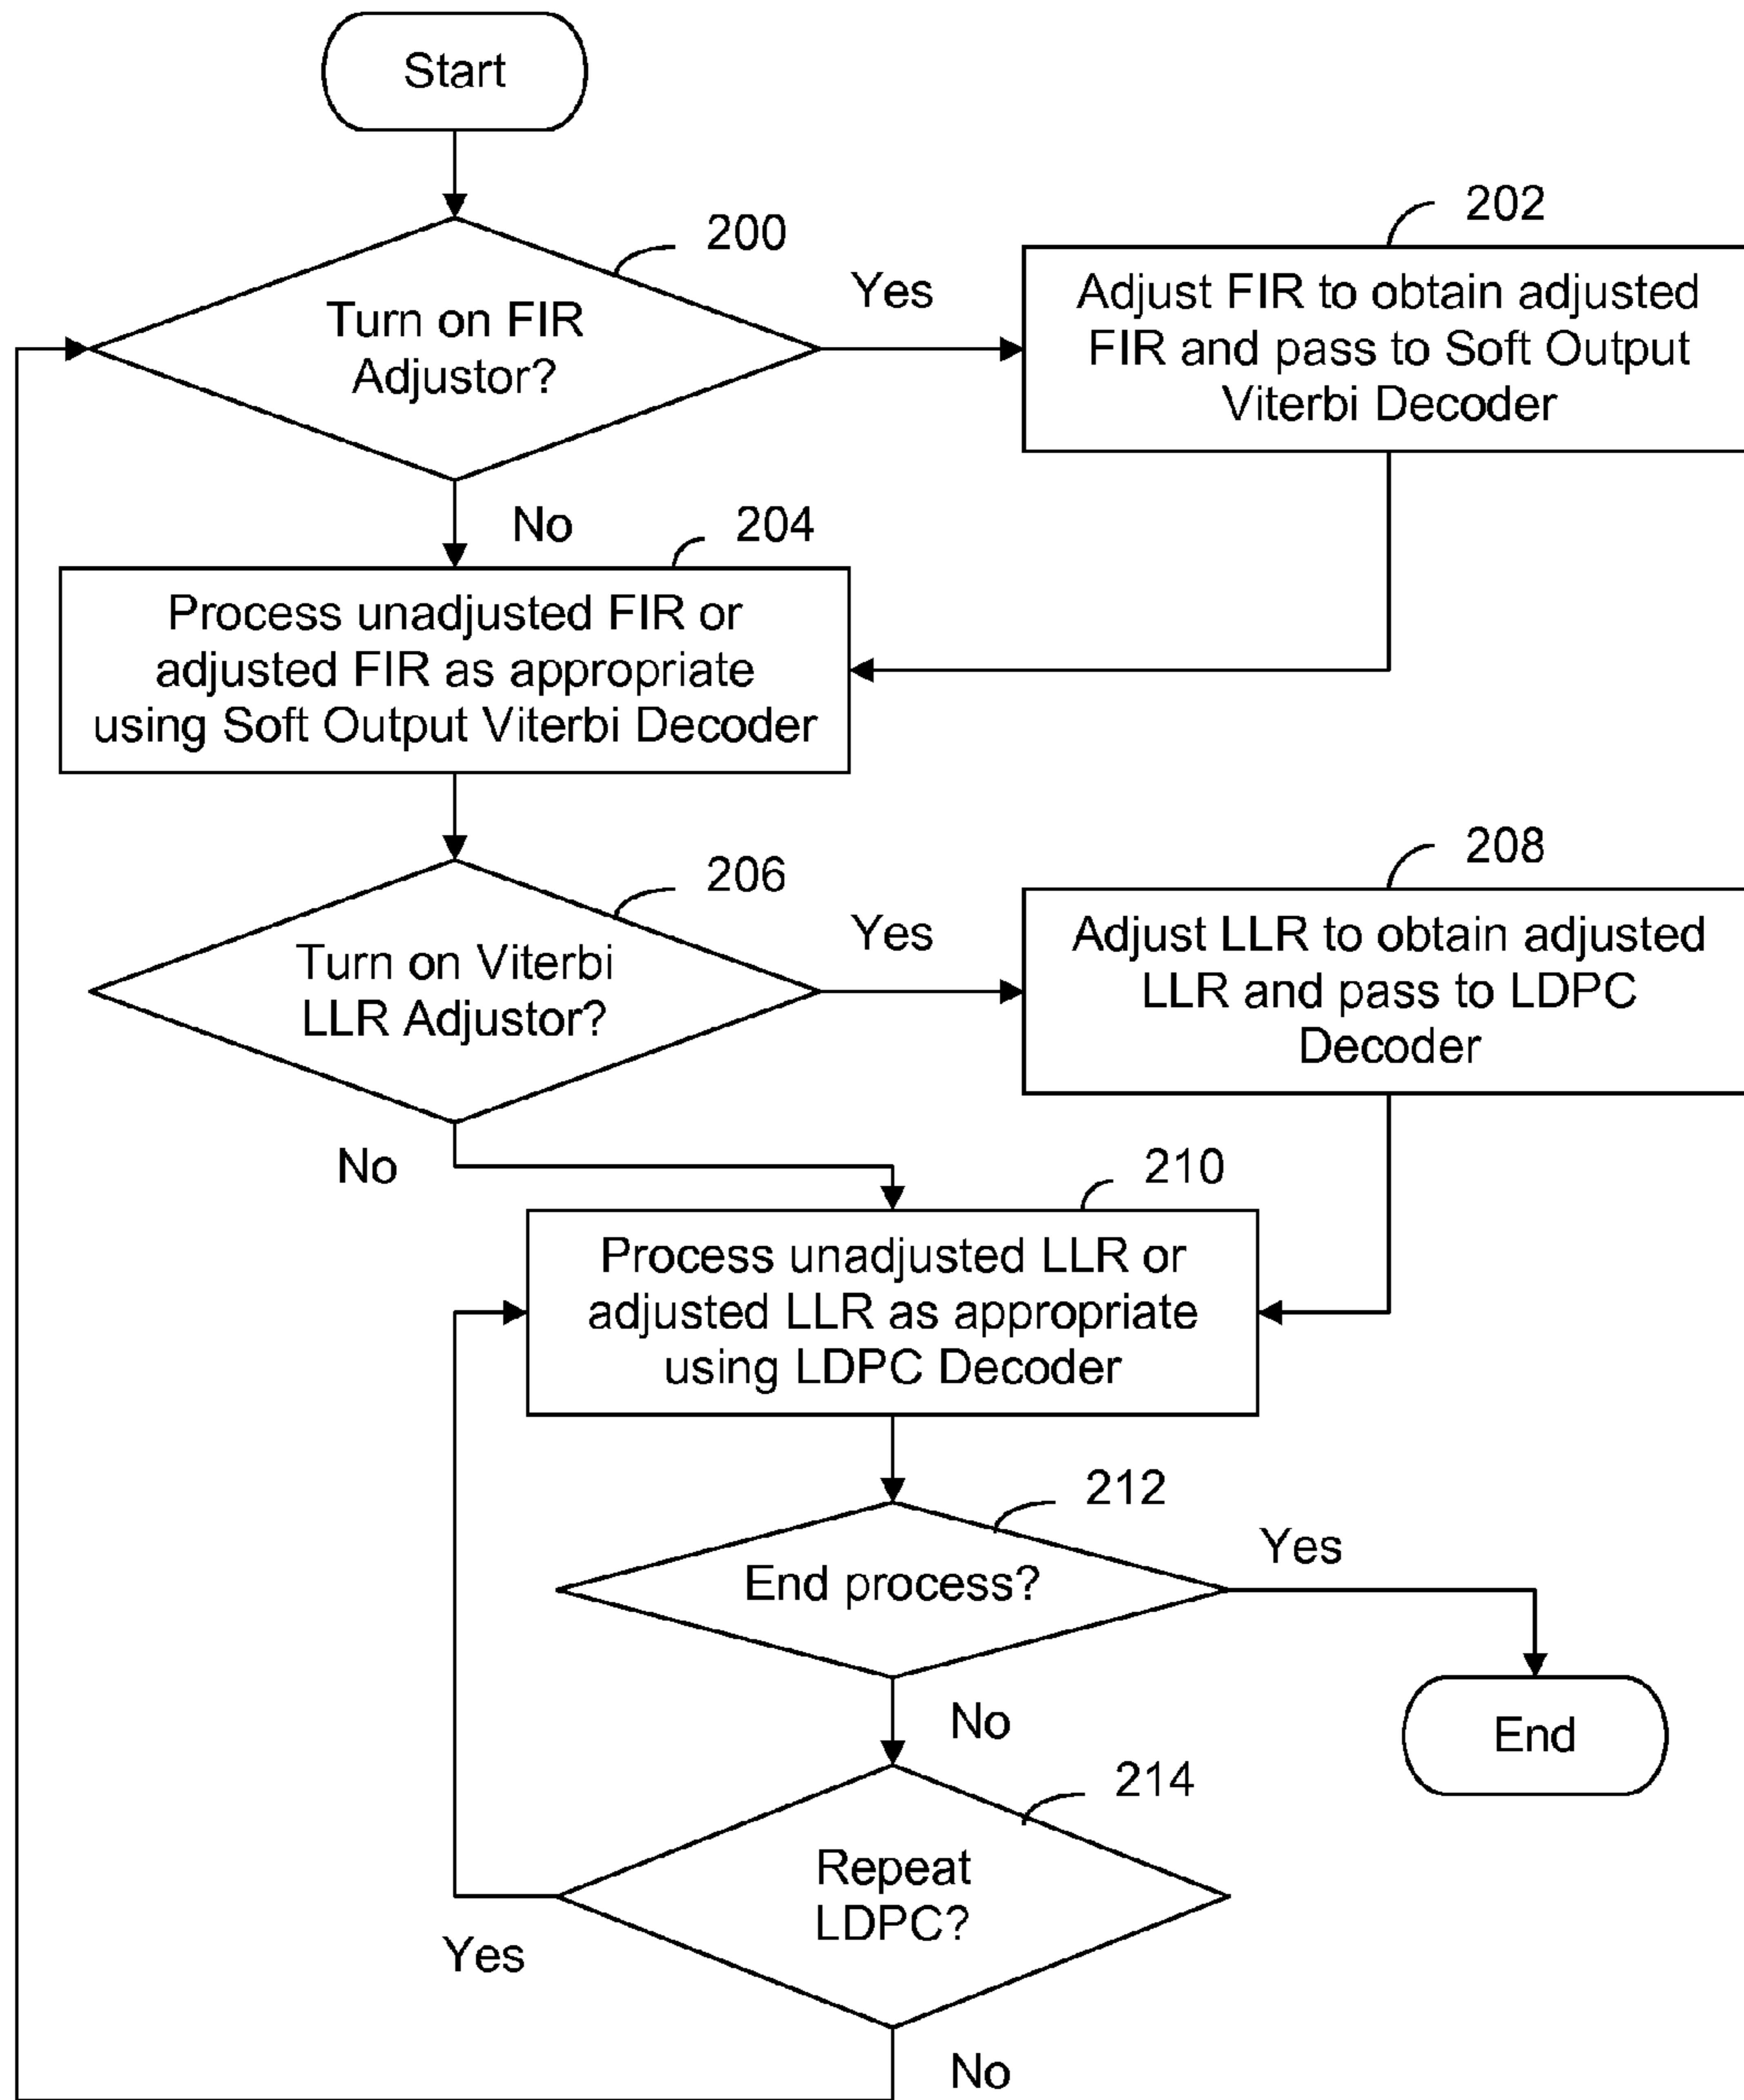 Start
200
Turn on FIR
Adjustor?
Yes
202
Adjust FIR to obtain adjusted
FIR and pass to Soft Output
Viterbi Decoder
No
204
Process unadjusted FIR or
adjusted FIR as appropriate
using Soft Output Viterbi Decoder
206
Turn on Viterbi
LLR Adjustor?
Yes
208
Adjust LLR to obtain adjusted
LLR and pass to LDPC
Decoder
No
210
Process unadjusted LLR or
adjusted LLR as appropriate
using LDPC Decoder
212
End process?
Yes
End
No
214
Repeat
LDPC?
Yes
No